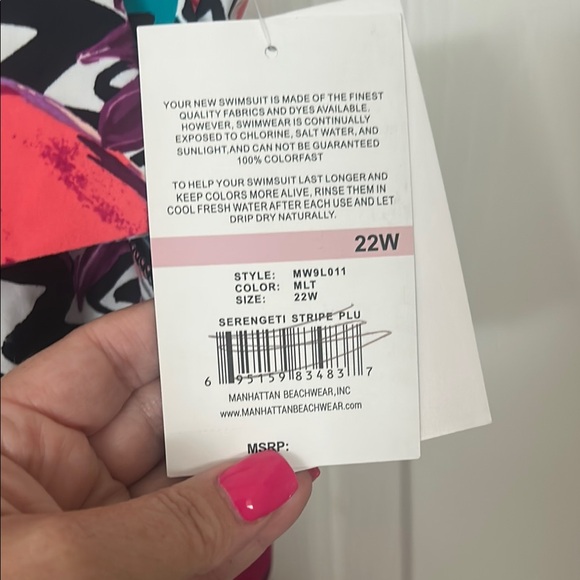 YOUR NEW SWIMSUIT IS MADE OF THE FINEST
QUALITY FABRICS AND DYES AVAILABLE.
HOWEVER, SWIMWEAR IS CONTINUALLY
EXPOSED TO CHLORINE, SALT WATER, AND
SUNLIGHT,AND CAN NOT BE GUARANTEED
100% COLORFAST
TO HELP YOUR SWIMSUIT LAST LONGER AND
KEEP COLORS MORE ALIVE, RINSE THEM IN
COOL FRESH WATER AFTER EACH USE AND LET
DRIP DRY NATURALLY.
22W
STYLE: MW9L011
COLOR: MLT
SIZE: 22W
SERENGETI STRIPE PLU
6 95159 83483 7
MANHATTAN BEACHWEAR,INC
www.MANHATTANBEACHWEAR.com
MSRP: